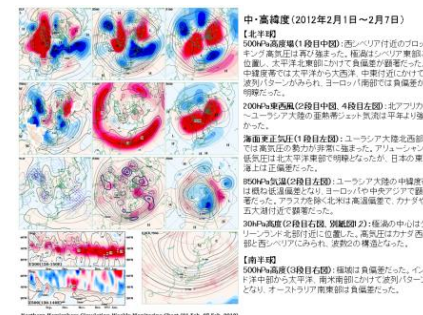 中・高緯度(2012年2月1日～2月7日)
【北半球】
500hPa高度場(1段目中図):西シベリア付近のブロッ
キング高気圧は再び強まった。極渦はシベリア東部に
位置し、太平洋北東部にかけて負偏差が顕著だった。
中緯度帯では太平洋から大西洋、中東付近にかけて
波列パターンがみられ、ヨーロッパ南部では負偏差が
明瞭だった。
200hPa東西風(2段目中図、4段目左図):北アフリカ
～ユーラシア大陸の亜熱帯ジェット気流は平年より強
かった。
海面更正気圧(1段目左図):ユーラシア大陸北西部
では高気圧の勢力が非常に強まった。アリューシャン
低気圧は北太平洋東部で明瞭となったが、日本の東
海上は正偏差だった。
850hPa気温(2段目左図):ユーラシア大陸の中緯度
は概ね低温偏差となり、ヨーロッパや中央アジアで顕
著だった。アラスカを除く北米は高温偏差で、カナダや
五大湖付近で顕著だった。
30hPa高度(2段目右図、別紙図12):極渦の中心はグ
リーンランド北部付近に位置した。高気圧はカナダ西
部と西シベリアにみられ、波数2の構造となった。
【南半球】
500hPa高度(3段目右図):極域は負偏差だった。イン
ド洋中部から太平洋、南米南部にかけて波列パターン
となり、オーストラリア南東部は負偏差だった。